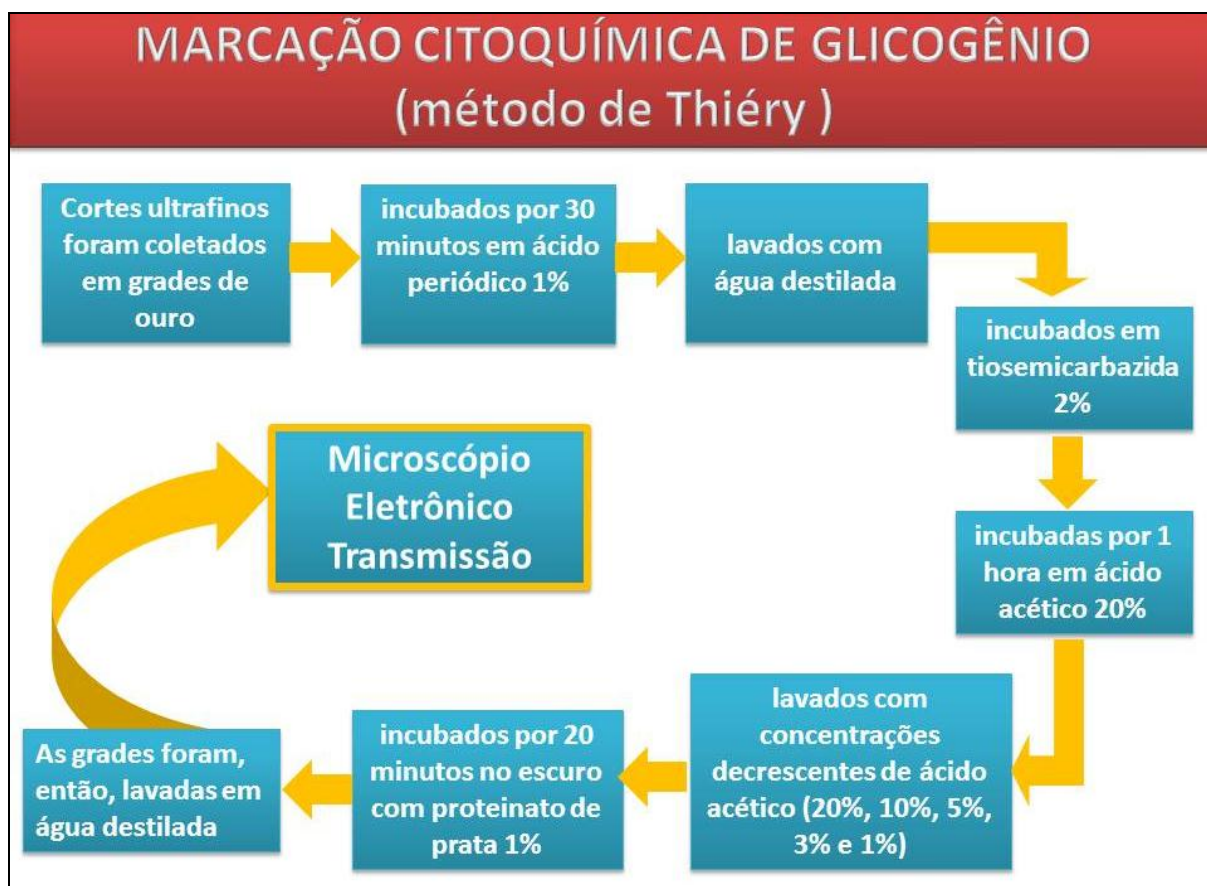 MARCAÇÃO CITOQUÍMICA DE GLICOGÊNIO
(método de Thiéry )
Cortes ultrafinos
foram coletados
em grades de
ouro
incubados por 30
minutos em ácido
periódico 1%
lavados com
água destilada
incubados em
tiosemicarbazida
2%
incubadas por 1
hora em ácido
acético 20%
lavados com
concentrações
decrescentes de ácido
acético (20%, 10%, 5%,
3% e 1%)
incubados por 20
minutos no escuro
com proteinato de
prata 1%
As grades foram,
então, lavadas em
água destilada
Microscópio
Eletrônico
Transmissão